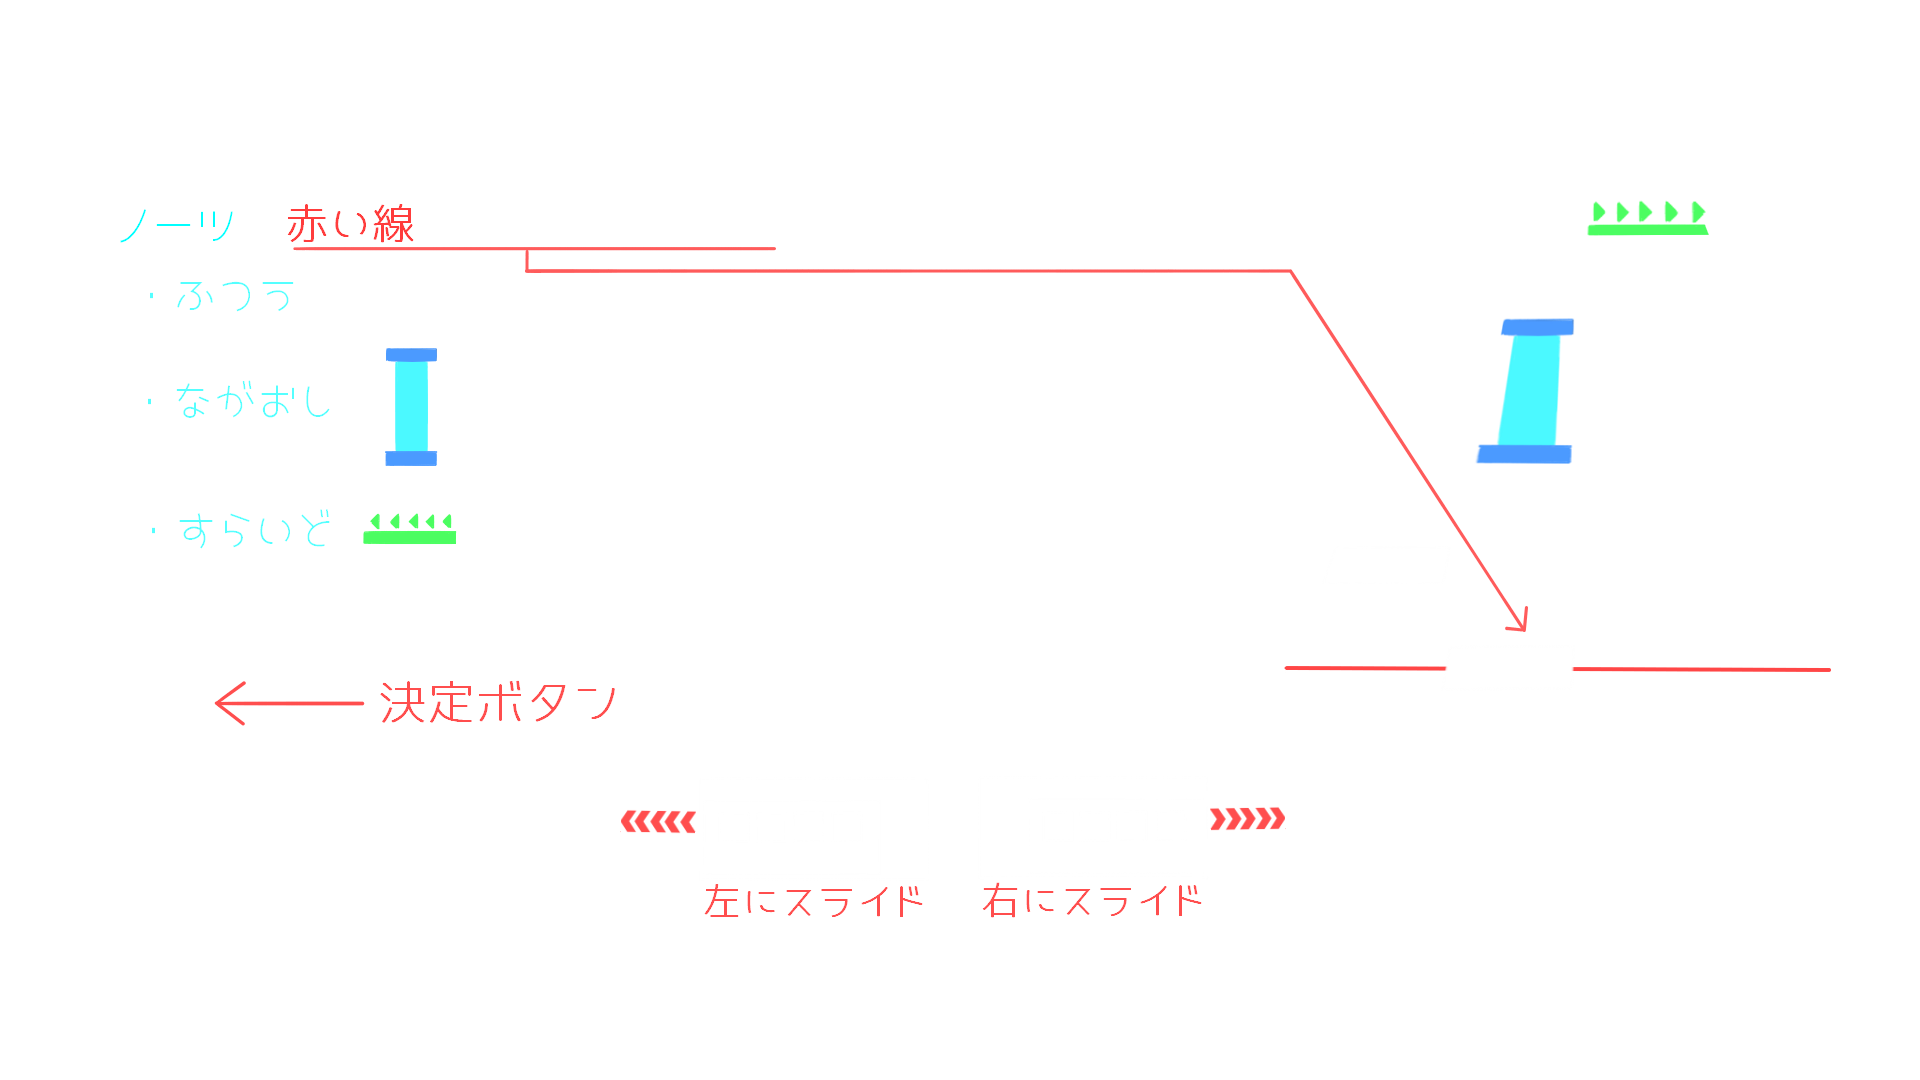 ノーツ 赤い線
・ふつう
・ながおし
・すらいど
決定ボタン
左にスライド 右にスライド